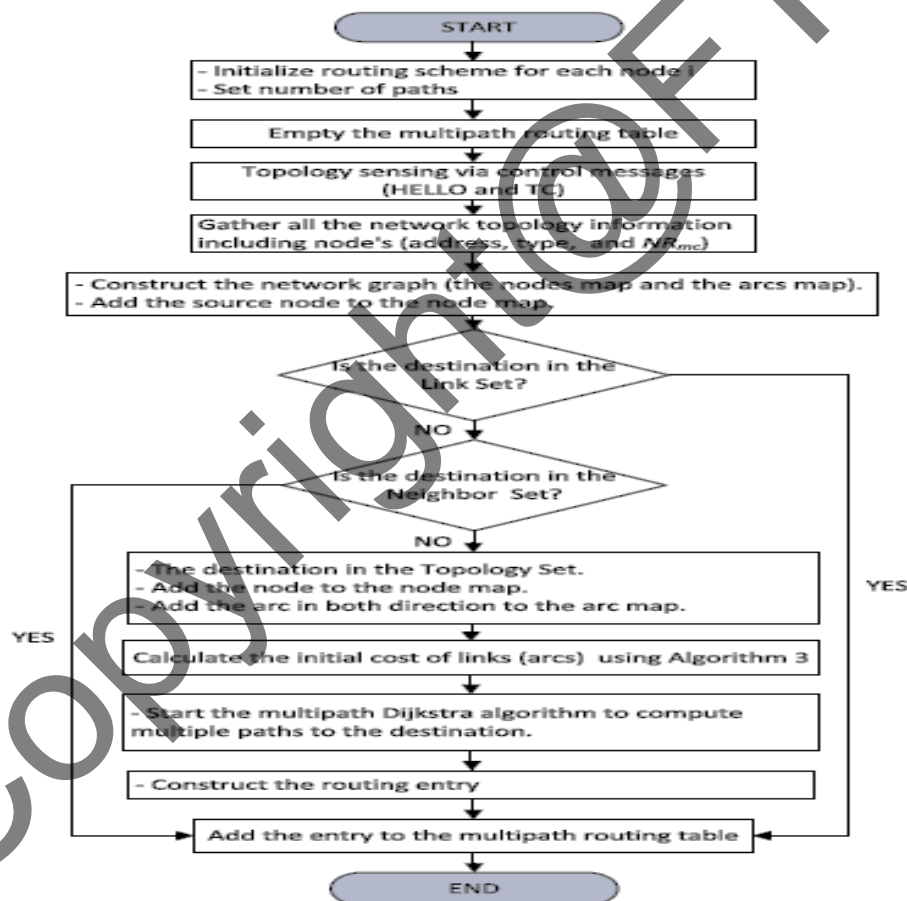 START
- Initialize routing scheme for each node i
- Set number of paths
Empty the multipath routing table
Topology sensing via control messages
(HELLO and TC)
Gather all the network topology information
including node's (address, type, and NRmc)
- Construct the network graph (the nodes map and the arcs map).
- Add the source node to the node map.
Is the destination in the
Link Set?
NO
Is the destination in the
Neighbor Set?
NO
- The destination in the Topology Set.
- Add the node to the node map.
- Add the arc in both direction to the arc map.
YES
YES
Calculate the initial cost of links (arcs) using Algorithm 3
- Start the multipath Dijkstra algorithm to compute
multiple paths to the destination.
- Construct the routing entry
Add the entry to the multipath routing table
END
Copyright@F